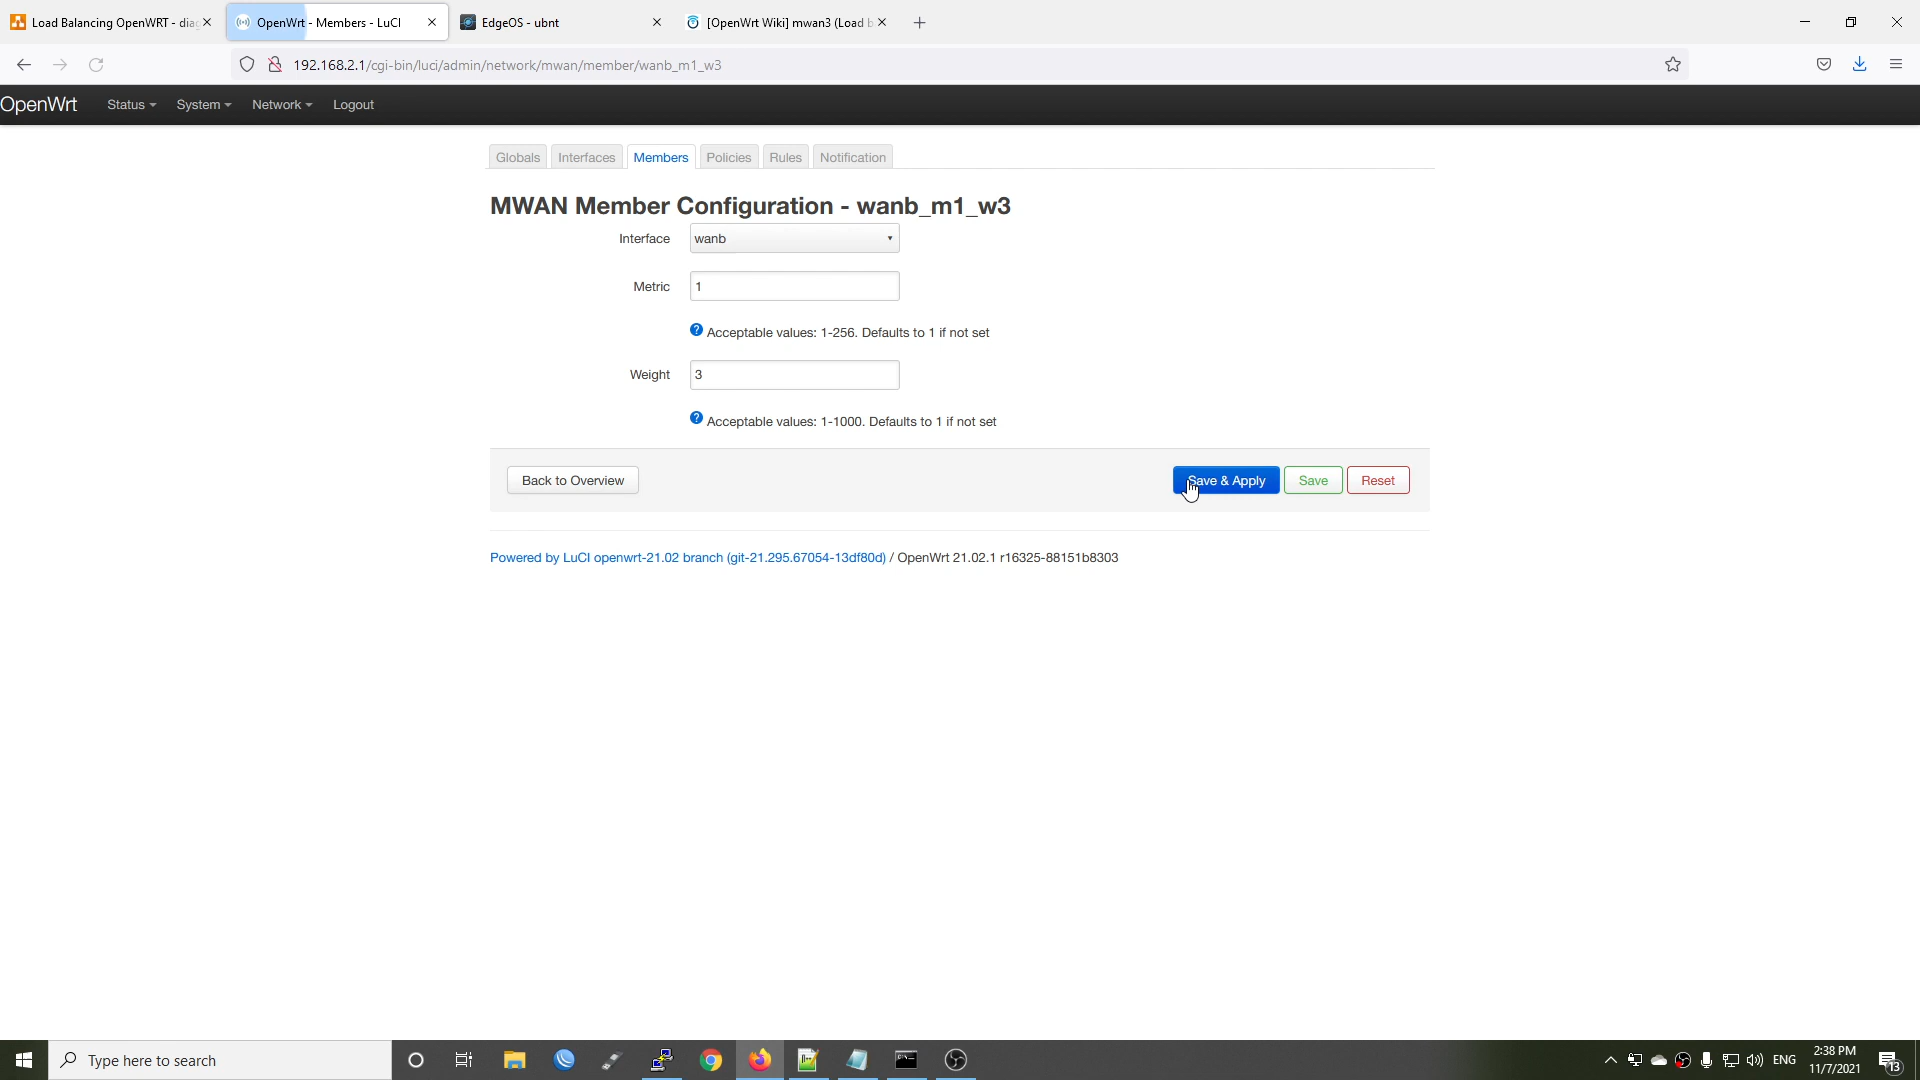 Load Balancing OpenWRT - dia
OpenWrt - Members - LuCI
EdgeOS - ubnt
[OpenWrt Wiki] mwan3 (Load b
192.168.2.1/cgi-bin/luci/admin/network/mwan/member/wanb_m1_w3
OpenWrt
Status
System
Network
Logout
Globals
Interfaces
Members
Policies
Rules
Notification
MWAN Member Configuration - wanb_m1_w3
Interface
wanb
Metric
1
Acceptable values: 1-256. Defaults to 1 if not set
Weight
3
Acceptable values: 1-1000. Defaults to 1 if not set
Back to Overview
Save & Apply
Save
Reset
Powered by LuCI openwrt-21.02 branch (git-21.295.67054-13df80d) / OpenWrt 21.02.1 r16325-88151b8303
Type here to search
ENG
2:38 PM
11/7/2021
13